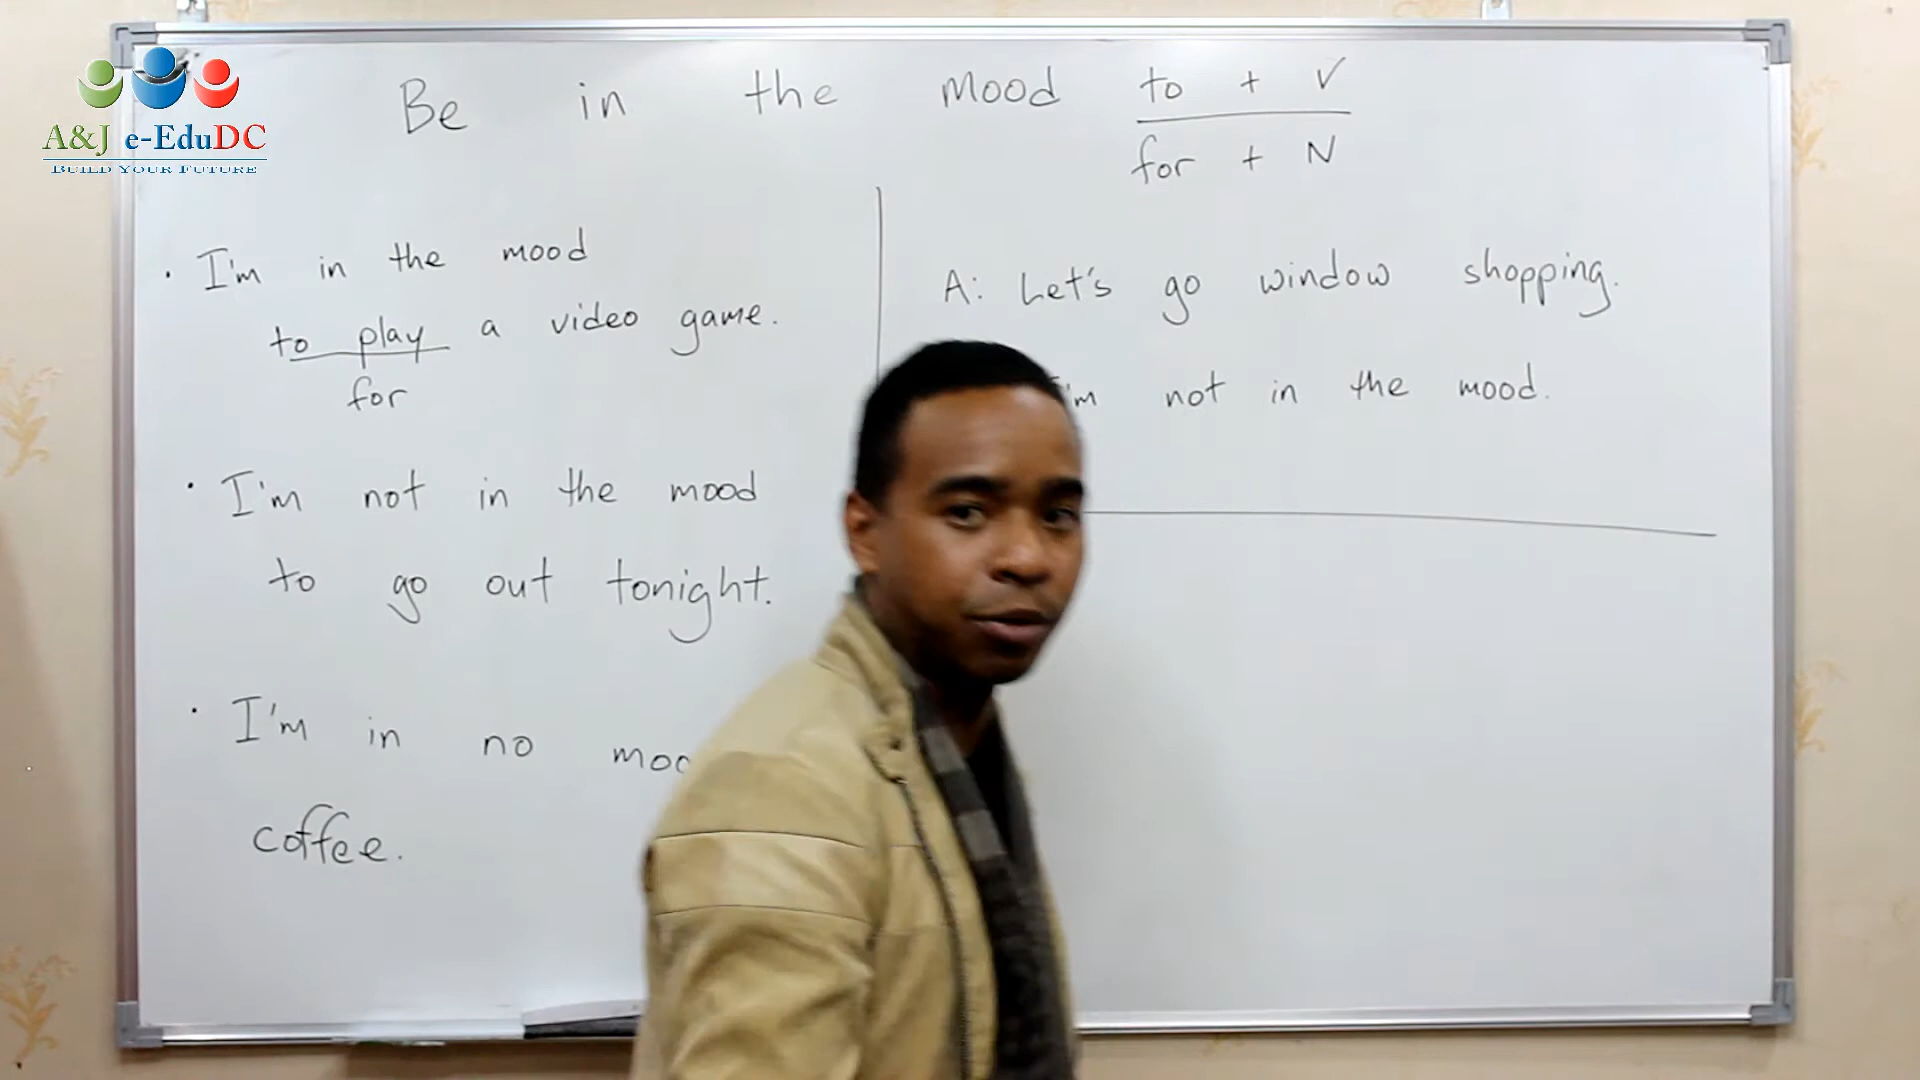 A&J e-EduDC
BUILD YOUR FUTURE
Be in the mood to + V
for + N
I'm in the mood
to play a video game.
for
I'm not in the mood
to go out tonight.
I'm in no
coffee.
A: Let's go window shopping.
not in the mood.